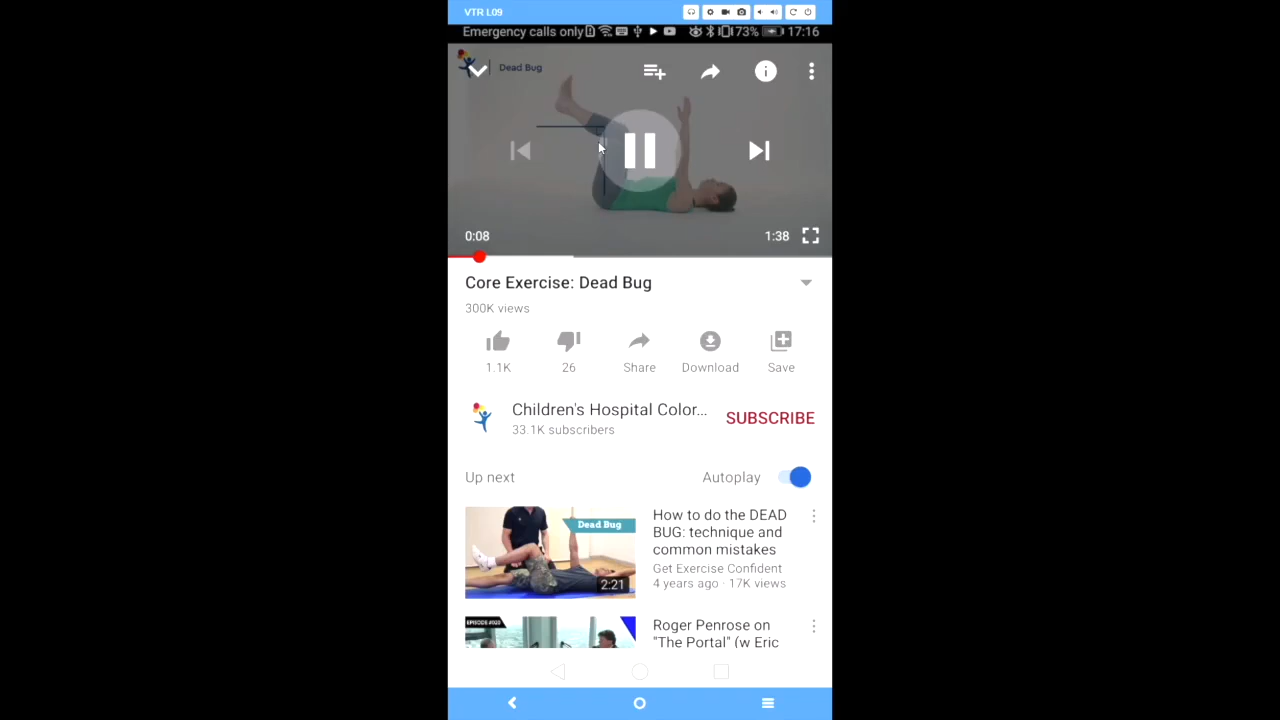 VTR L09
Emergency calls only
73%
17:16
Dead Bug
0:08
1:38
Core Exercise: Dead Bug
300K views
1.1K
26
Share
Download
Save
Children's Hospital Color...
33.1K subscribers
SUBSCRIBE
Up next
Autoplay
Dead Bug
2:21
How to do the DEAD
BUG: technique and
common mistakes
Get Exercise Confident
4 years ago · 17K views
EPISODE #020
Roger Penrose on
"The Portal" (w Eric